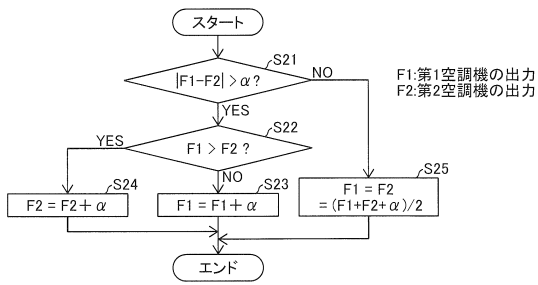 スタート
S21
|F1−F2| > α ?
NO
F1:第1空調機の出力
F2:第2空調機の出力
YES
S22
F1 > F2 ?
YES
NO
S24
F2 = F2 + α
S23
F1 = F1 + α
S25
F1 = F2
= (F1+F2+α)/2
エンド